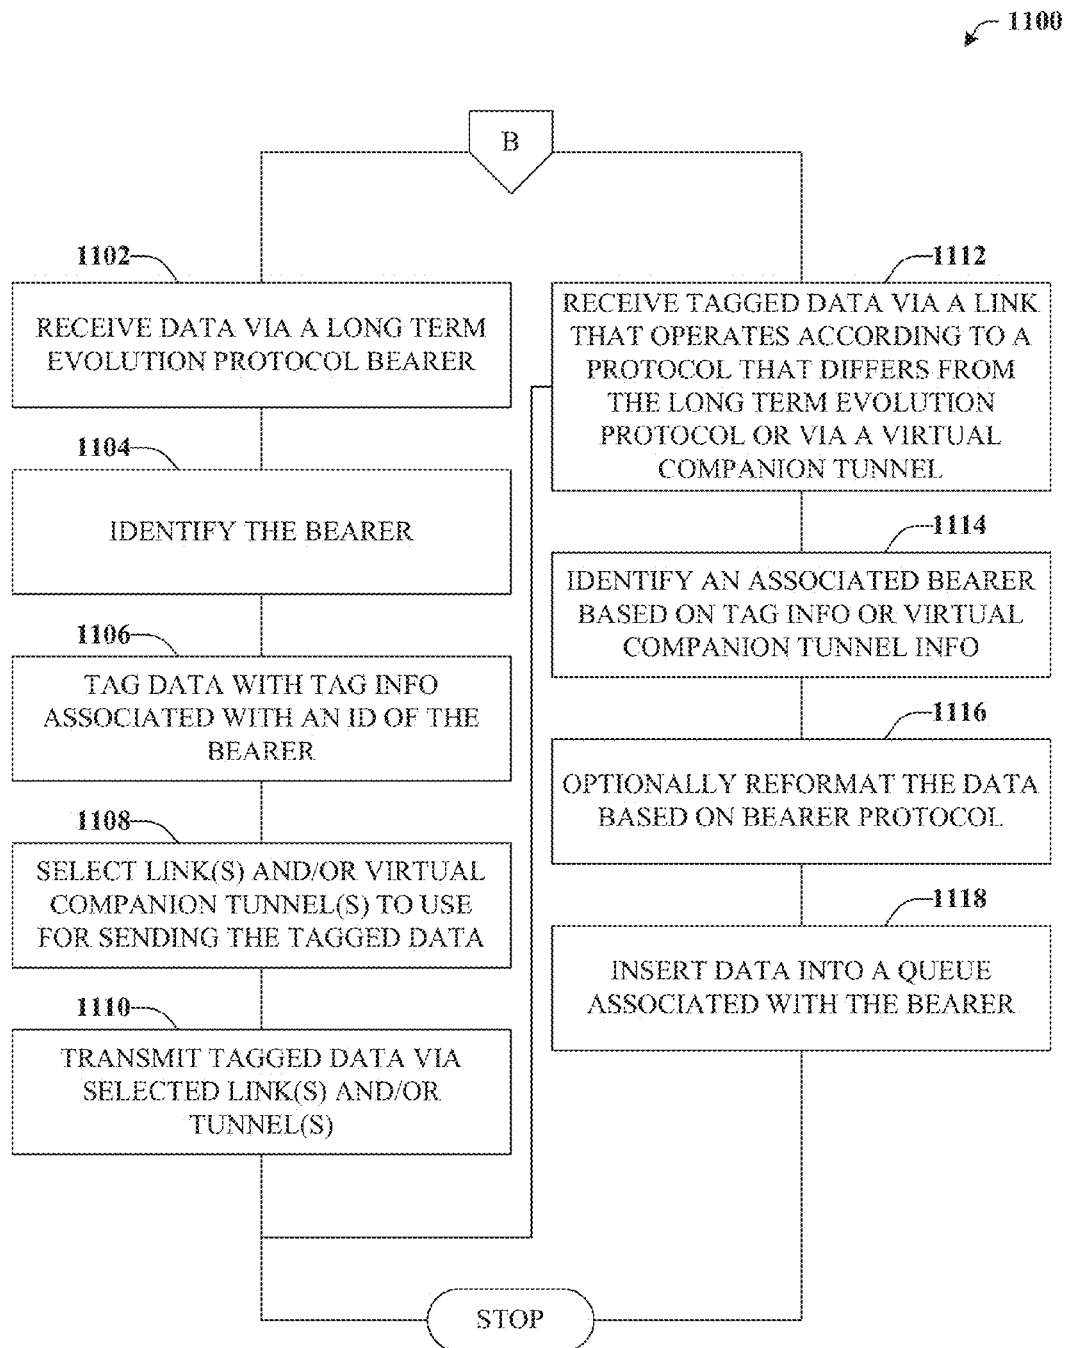 1100
B
1102
RECEIVE DATA VIA A LONG TERM
EVOLUTION PROTOCOL BEARER
1104
IDENTIFY THE BEARER
1106
TAG DATA WITH TAG INFO
ASSOCIATED WITH AN ID OF THE
BEARER
1108
SELECT LINK(S) AND/OR VIRTUAL
COMPANION TUNNEL(S) TO USE
FOR SENDING THE TAGGED DATA
1110
TRANSMIT TAGGED DATA VIA
SELECTED LINK(S) AND/OR
TUNNEL(S)
1112
RECEIVE TAGGED DATA VIA A LINK
THAT OPERATES ACCORDING TO A
PROTOCOL THAT DIFFERS FROM
THE LONG TERM EVOLUTION
PROTOCOL OR VIA A VIRTUAL
COMPANION TUNNEL
1114
IDENTIFY AN ASSOCIATED BEARER
BASED ON TAG INFO OR VIRTUAL
COMPANION TUNNEL INFO
1116
OPTIONALLY REFORMAT THE DATA
BASED ON BEARER PROTOCOL
1118
INSERT DATA INTO A QUEUE
ASSOCIATED WITH THE BEARER
STOP